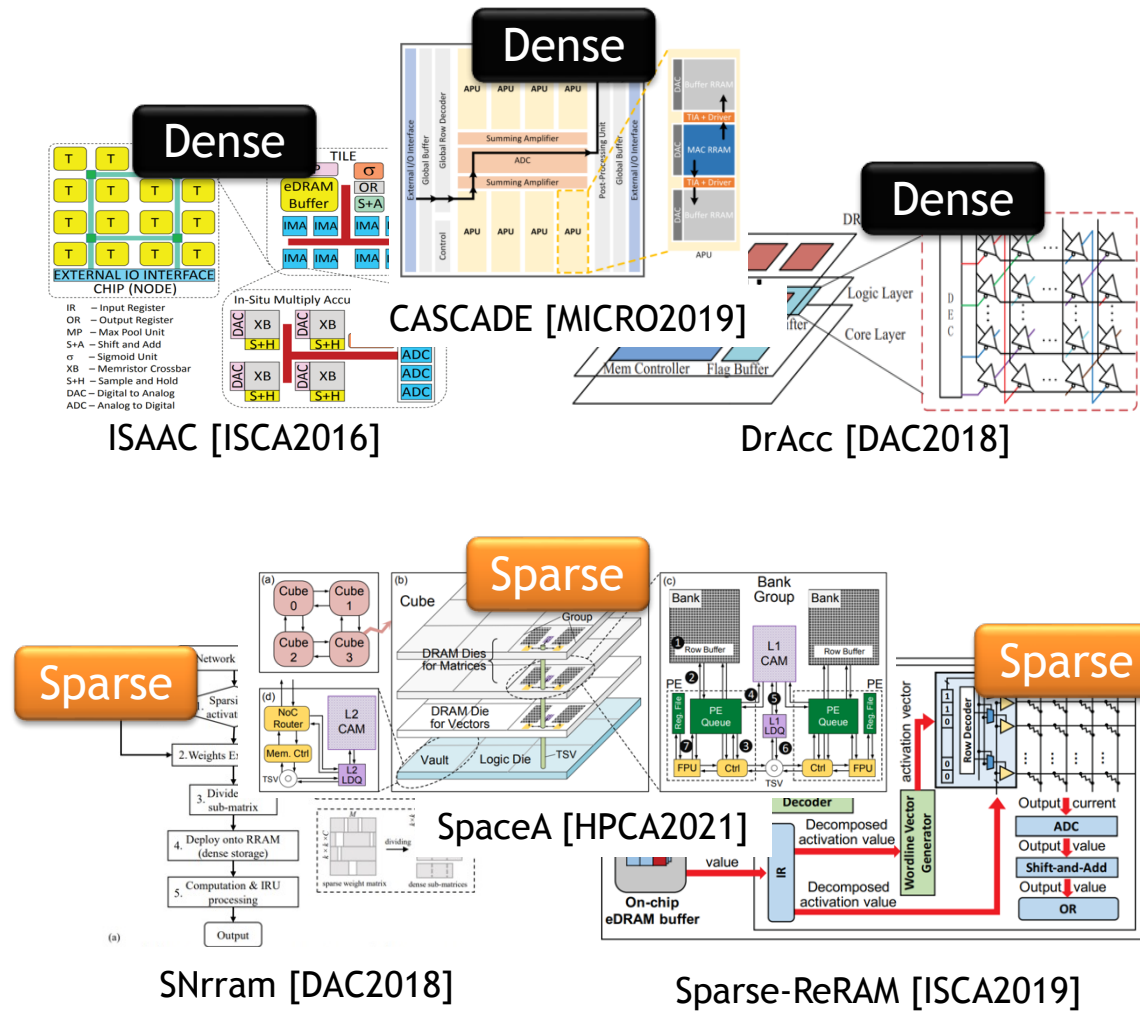 Dense
T T T T
T T T T
T T T T
T T T T
EXTERNAL IO INTERFACE
CHIP (NODE)
IR – Input Register
OR – Output Register
MP – Max Pool Unit
S+A – Shift and Add
σ – Sigmoid Unit
XB – Memristor Crossbar
S+H – Sample and Hold
DAC – Digital to Analog
ADC – Analog to Digital
TILE
eDRAM
Buffer
σ
OR
S+A
IMA IMA IMA
IMA IMA IMA
In-Situ Multiply Accu
DAC XB DAC XB
S+H S+H
DAC XB DAC XB
S+H S+H
ADC
ADC
ADC
ISAAC [ISCA2016]
Dense
External I/O Interface
Global Buffer
Global Row Decoder
Control
APU APU APU APU
Summing Amplifier
ADC
Summing Amplifier
APU APU APU APU
Post-Processing Unit
Global Buffer
External I/O Interface
DAC Buffer RRAM
TIA + Driver
DAC MAC RRAM
TIA + Driver
DAC Buffer RRAM
APU
CASCADE [MICRO2019]
Dense
DR
Logic Layer
Core Layer
Mem Controller
Flag Buffer
DEC
DrAcc [DAC2018]
Sparse
Network
activat
2.Weights
3. Divide
sub-matrix
4. Deploy onto RRAM
(dense storage)
5. Computation & IRU
processing
Output
(a)
M
k×k×C
k×k
dividing
sparse weight matrix
dense sub-matrices
SNrram [DAC2018]
Sparse
(a)
Cube 0
Cube 1
Cube 2
Cube 3
(b)
Cube
Group
DRAM Dies
for Matrices
DRAM Die
for Vectors
TSV
Vault
Logic Die
(c)
Bank
Group
Bank
Row Buffer
Bank
Row Buffer
L1
CAM
PE
Reg. File
PE
Queue
L1
LDQ
PE
Queue
PE
Reg. File
FPU
Ctrl
TSV
Ctrl
FPU
1
2
3
4
5
6
7
(d)
NoC
Router
L2
CAM
Mem. Ctrl
TSV
L2
LDQ
SpaceA [HPCA2021]
Sparse
activation vector
Row Decoder
Decoder
Decomposed
activation value
value
IR
Wordline Vector
Generator
Decomposed
activation value
On-chip
eDRAM buffer
Output current
ADC
Output value
Shift-and-Add
Output value
OR
Sparse-ReRAM [ISCA2019]